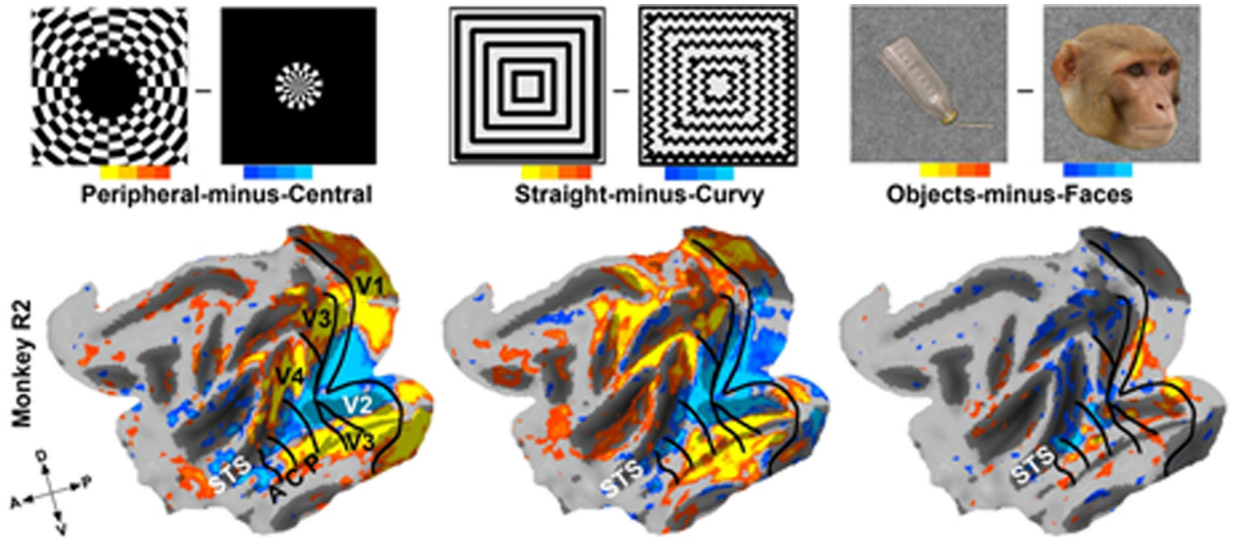 Peripheral-minus-Central
Straight-minus-Curvy
Objects-minus-Faces
Monkey R2
V1
V3
V4
V2
V3
STS
A C P
STS
STS
D
A
P
V